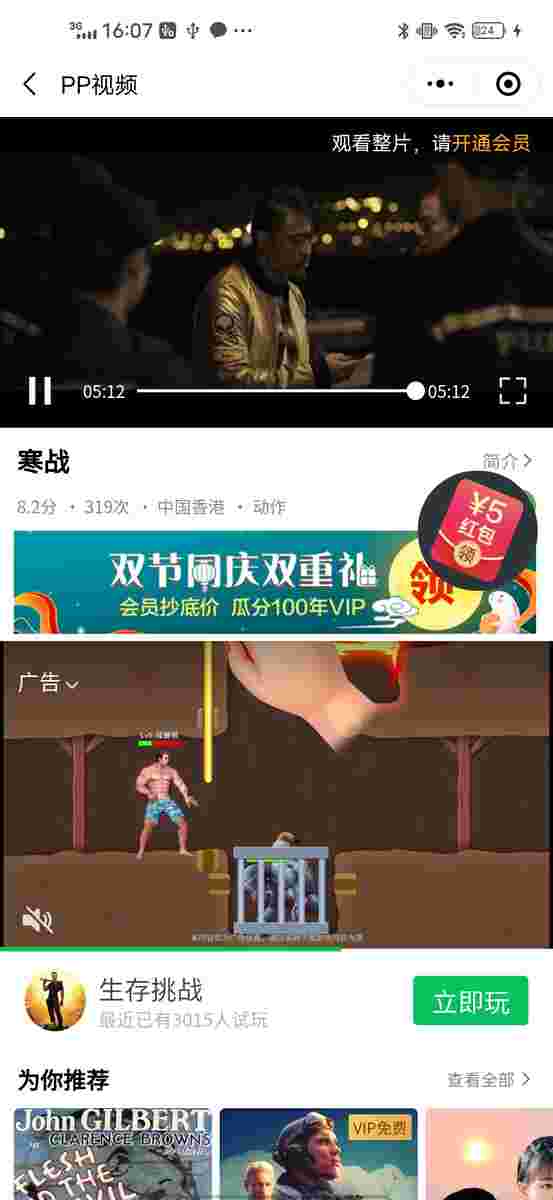 3G 16:07 24
PP视频
观看整片，请开通会员
05:12 05:12
寒战
简介
8.2分 · 319次 · 中国香港 · 动作
¥5
红包
领
双节同庆双重礼
领
会员抄底价 瓜分100年VIP
广告
生存挑战
最近已有3015人试玩
立即玩
为你推荐
查看全部
John GILBERT
VIP免费
CLARENCE BROWN'S
FLESH